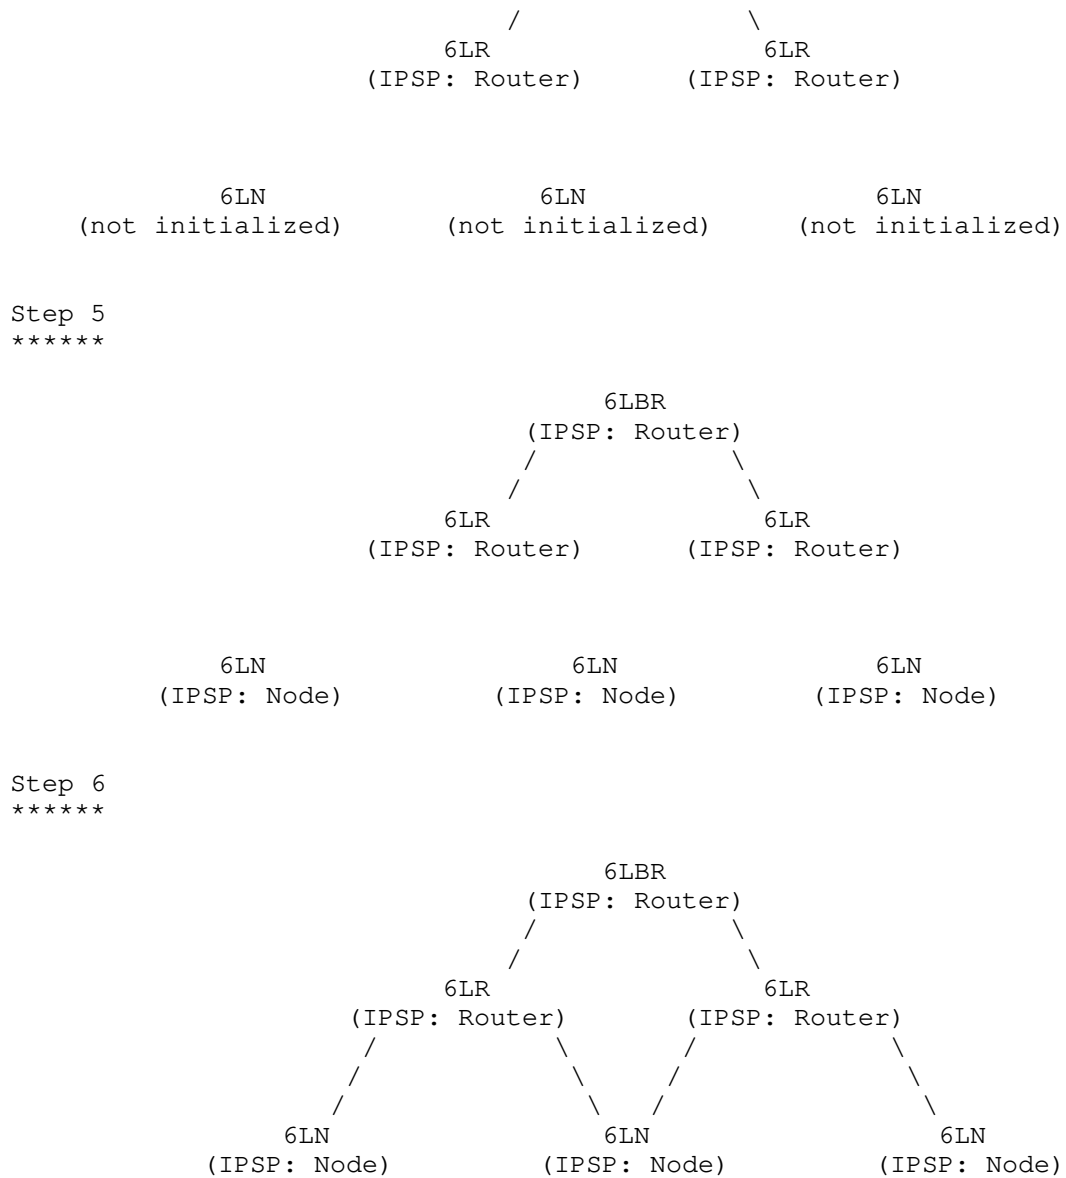 / \
6LR 6LR
(IPSP: Router) (IPSP: Router)
6LN 6LN 6LN
(not initialized) (not initialized) (not initialized)
Step 5
******
6LBR
(IPSP: Router)
/ \
/ \
6LR 6LR
(IPSP: Router) (IPSP: Router)
6LN 6LN 6LN
(IPSP: Node) (IPSP: Node) (IPSP: Node)
Step 6
******
6LBR
(IPSP: Router)
/ \
/ \
6LR 6LR
(IPSP: Router) (IPSP: Router)
/ \ / \
/ \ / \
/ \ / \
6LN 6LN 6LN
(IPSP: Node) (IPSP: Node) (IPSP: Node)